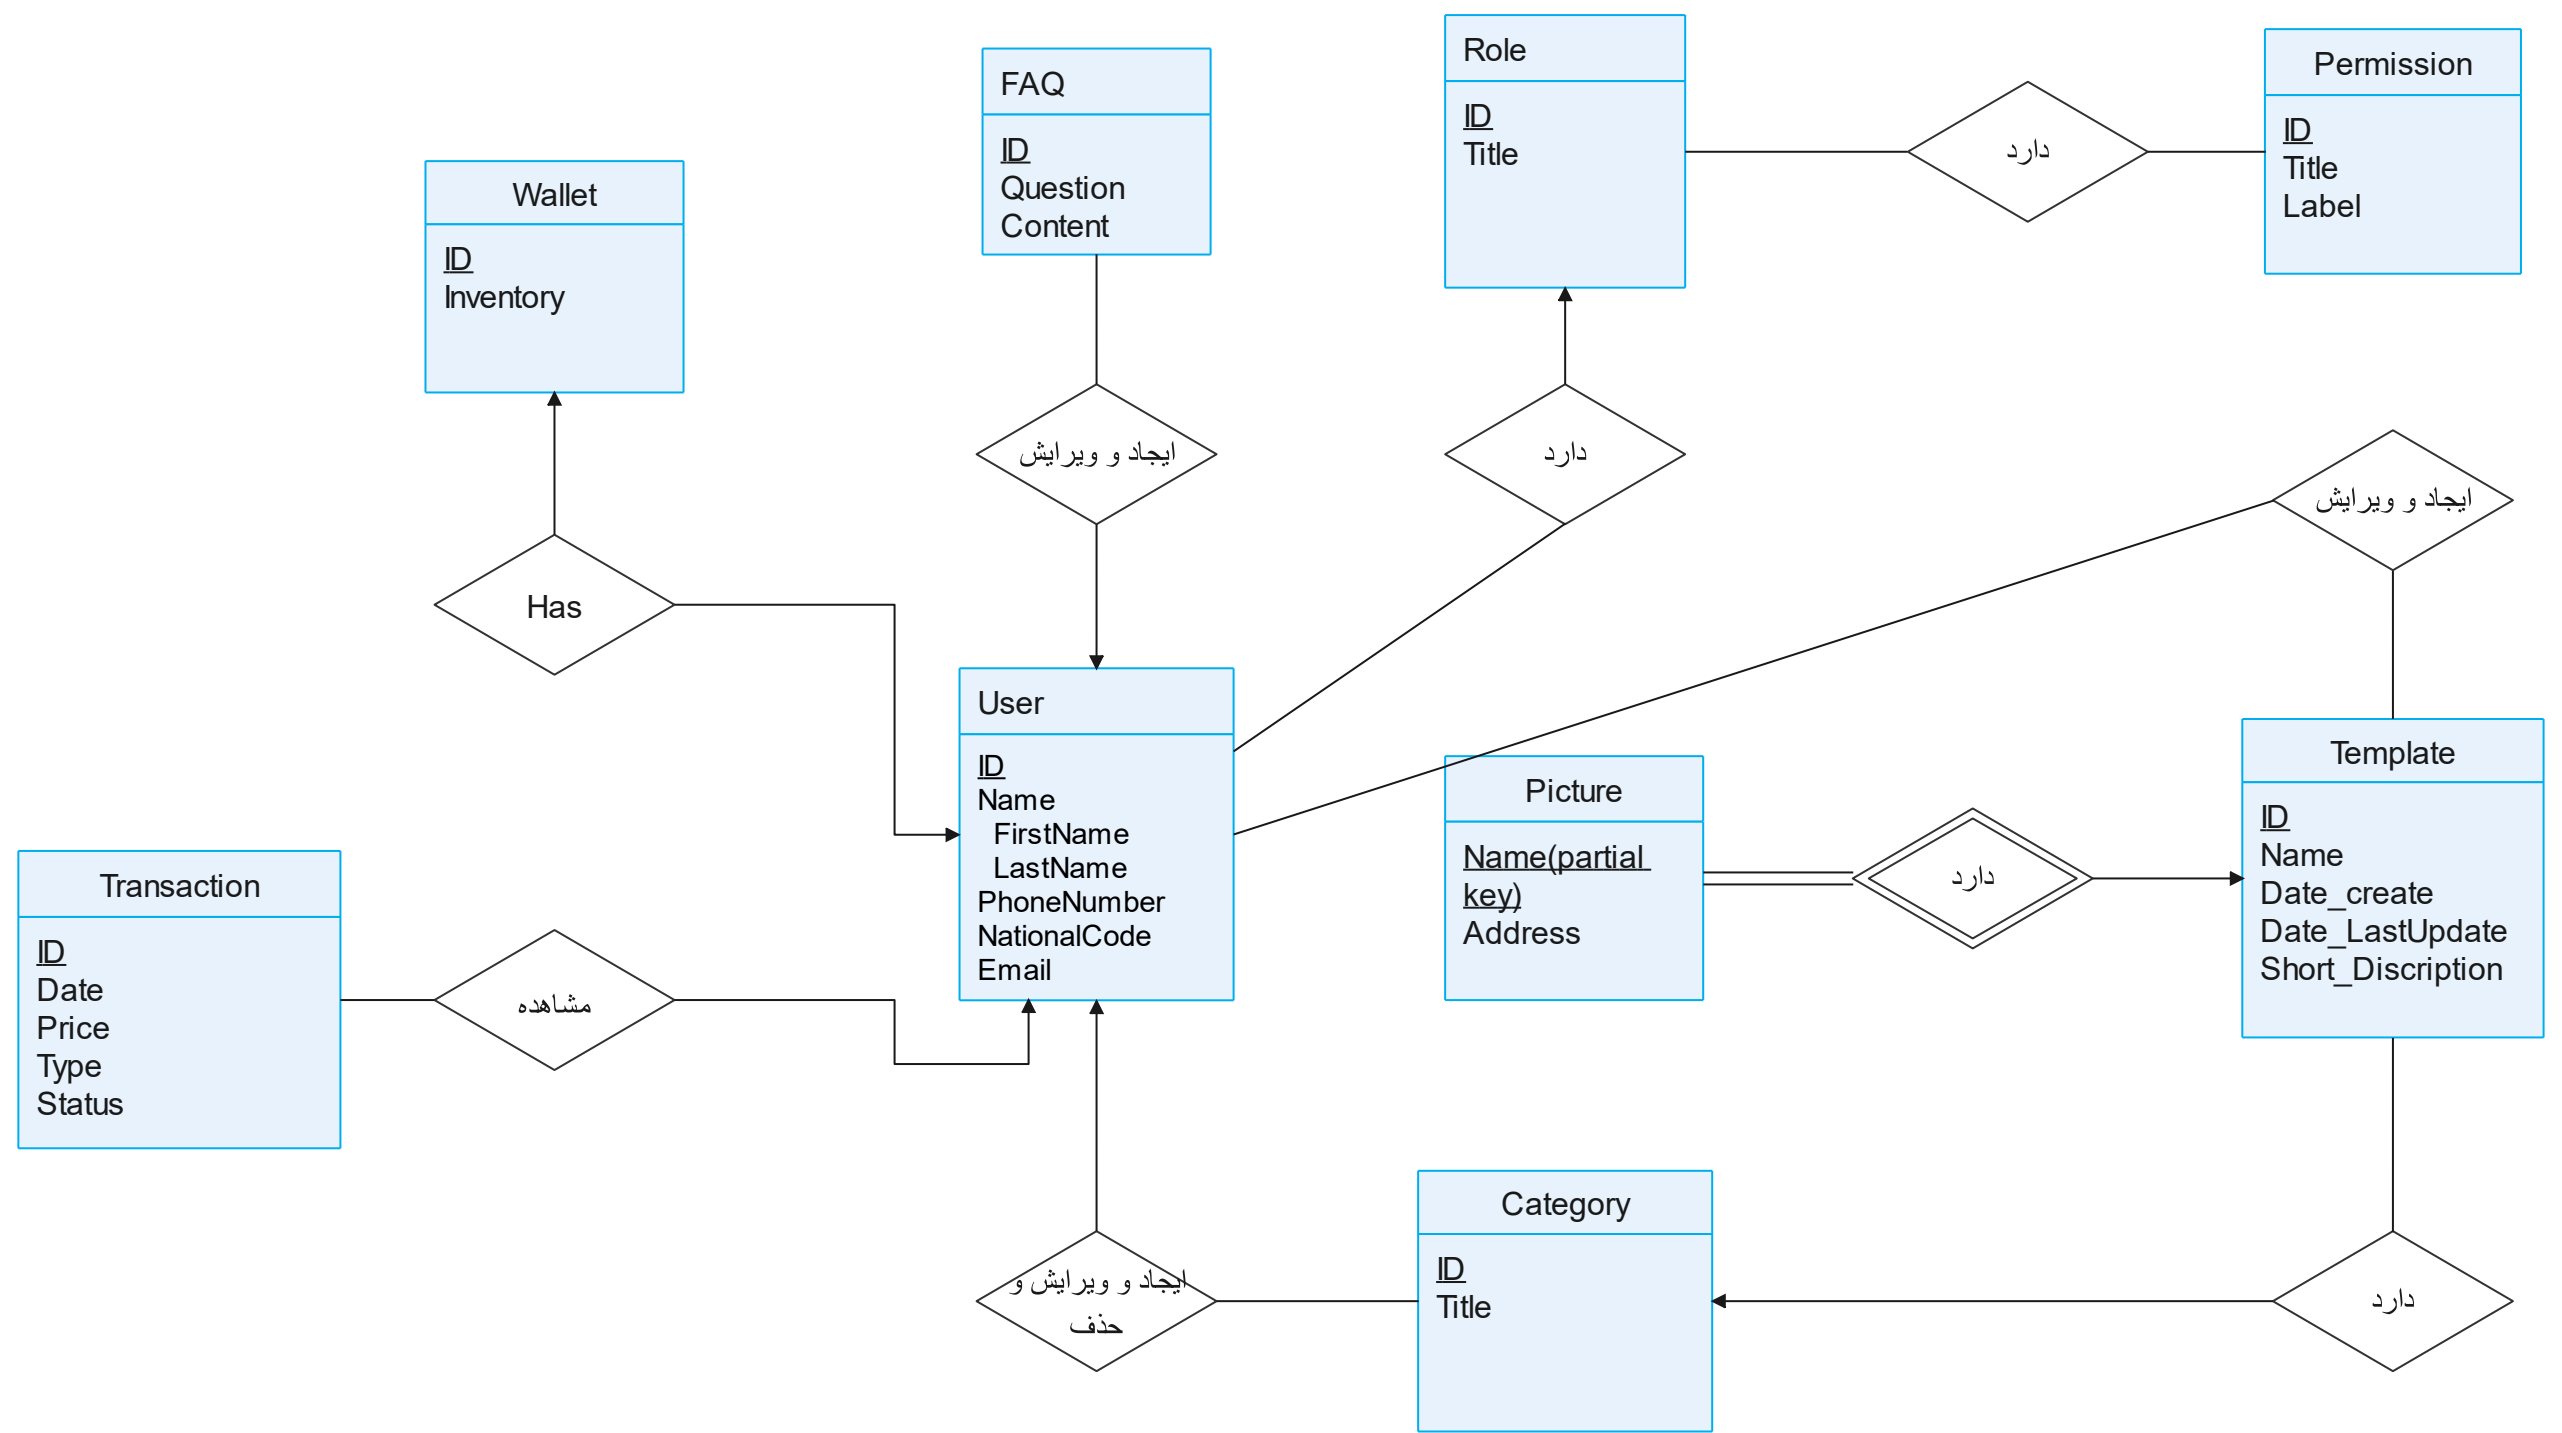 Role
ID
Title
دارد
Permission
ID
Title
Label
FAQ
ID
Question
Content
Wallet
ID
Inventory
ایجاد و ویرایش
دارد
ایجاد و ویرایش
Has
User
ID
Name
FirstName
LastName
PhoneNumber
NationalCode
Email
Picture
Name(partial
key)
Address
دارد
Template
ID
Name
Date_create
Date_LastUpdate
Short_Discription
Transaction
ID
Date
Price
Type
Status
مشاهده
ایجاد و ویرایش و
حذف
Category
ID
Title
دارد